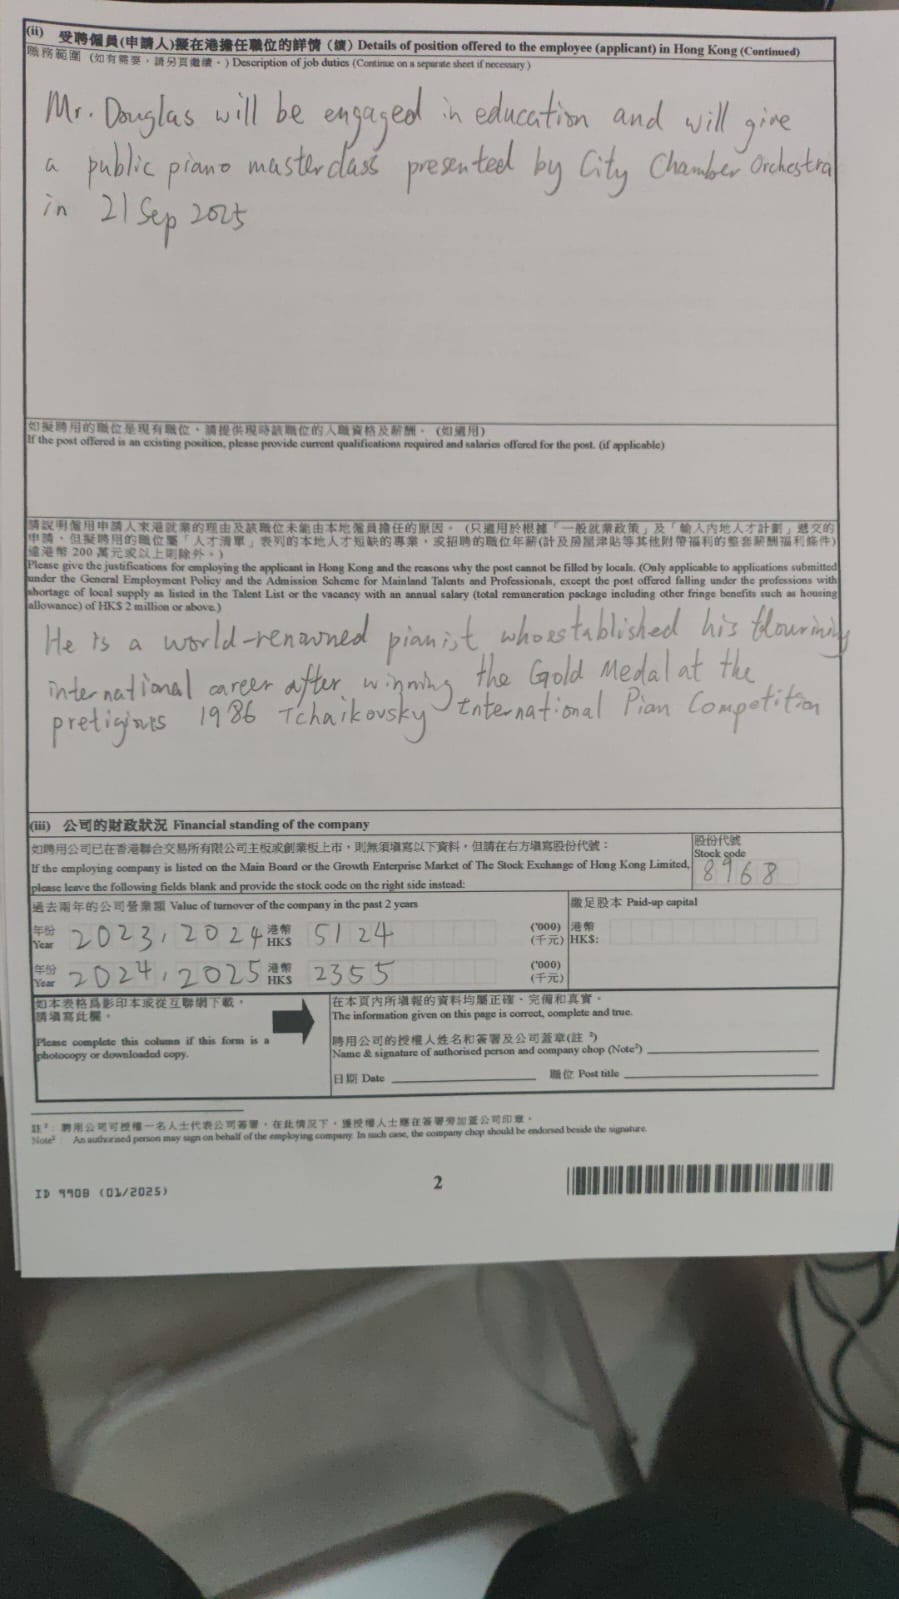 (ii) 受聘僱員(申請人)擬在港擔任職位的詳情（續）Details of position offered to the employee (applicant) in Hong Kong (Continued)
職務範圍（如有需要，請另頁繼續。）Description of job duties (Continue on a separate sheet if necessary.)
Mr. Douglas will be engaged in education and will give
a public piano masterclass presented by City Chamber Orchestra
in 21 Sep 2025
如擬聘用的職位是現有職位，請提供現時該職位的入職資格及薪酬。（如適用）
If the post offered is an existing position, please provide current qualifications required and salaries offered for the post. (if applicable)
請說明僱用申請人來港就業的理由及該職位未能由本地僱員擔任的原因。（只適用於根據「一般就業政策」及「輸入內地人才計劃」遞交的
申請，但擬聘用的職位屬「人才清單」表列的本地人才短缺的專業，或招聘的職位年薪(計及房屋津貼等其他附帶福利的整套薪酬福利條件)
達港幣 200 萬元或以上則除外。）
Please give the justifications for employing the applicant in Hong Kong and the reasons why the post cannot be filled by locals. (Only applicable to applications submitted
under the General Employment Policy and the Admission Scheme for Mainland Talents and Professionals, except the post offered falling under the professions with
shortage of local supply as listed in the Talent List or the vacancy with an annual salary (total remuneration package including other fringe benefits such as housing
allowance) of HK$ 2 million or above.)
He is a world-renowned pianist, who established his
international career after winning the Gold Medal at the
pretigious 1986 Tchaikovsky International Pian Competition
(iii) 公司的財政狀況 Financial standing of the company
如聘用公司已在香港聯合交易所有限公司主板或創業板上市，則無須填寫以下資料，但請在右方填寫股份代號：
If the employing company is listed on the Main Board or the Growth Enterprise Market of The Stock Exchange of Hong Kong Limited,
please leave the following fields blank and provide the stock code on the right side instead:
股份代號
Stock code
8968
過去兩年的公司營業額 Value of turnover of the company in the past 2 years
繳足股本 Paid-up capital
年份 Year 2023, 2024 港幣 HK$ 5124 ('000) (千元)
港幣 HK$:
年份 Year 2024, 2025 港幣 HK$ 2355 ('000) (千元)
如本表格為影印本或從互聯網下載，
請填寫此欄。
Please complete this column if this form is a
photocopy or downloaded copy.
在本頁內所填報的資料均屬正確、完備和真實。
The information given on this page is correct, complete and true.
聘用公司的授權人姓名和簽署及公司蓋章(註 ²)
Name & signature of authorised person and company chop (Note²)
日期 Date 職位 Post title
註 ²： 聘用公司可授權一名人士代表公司簽署，在此情況下，獲授權人士應在簽署旁加蓋公司印章。
Note² An authorised person may sign on behalf of the employing company. In such case, the company chop should be endorsed beside the signature.
ID 990B (01/2025)
2